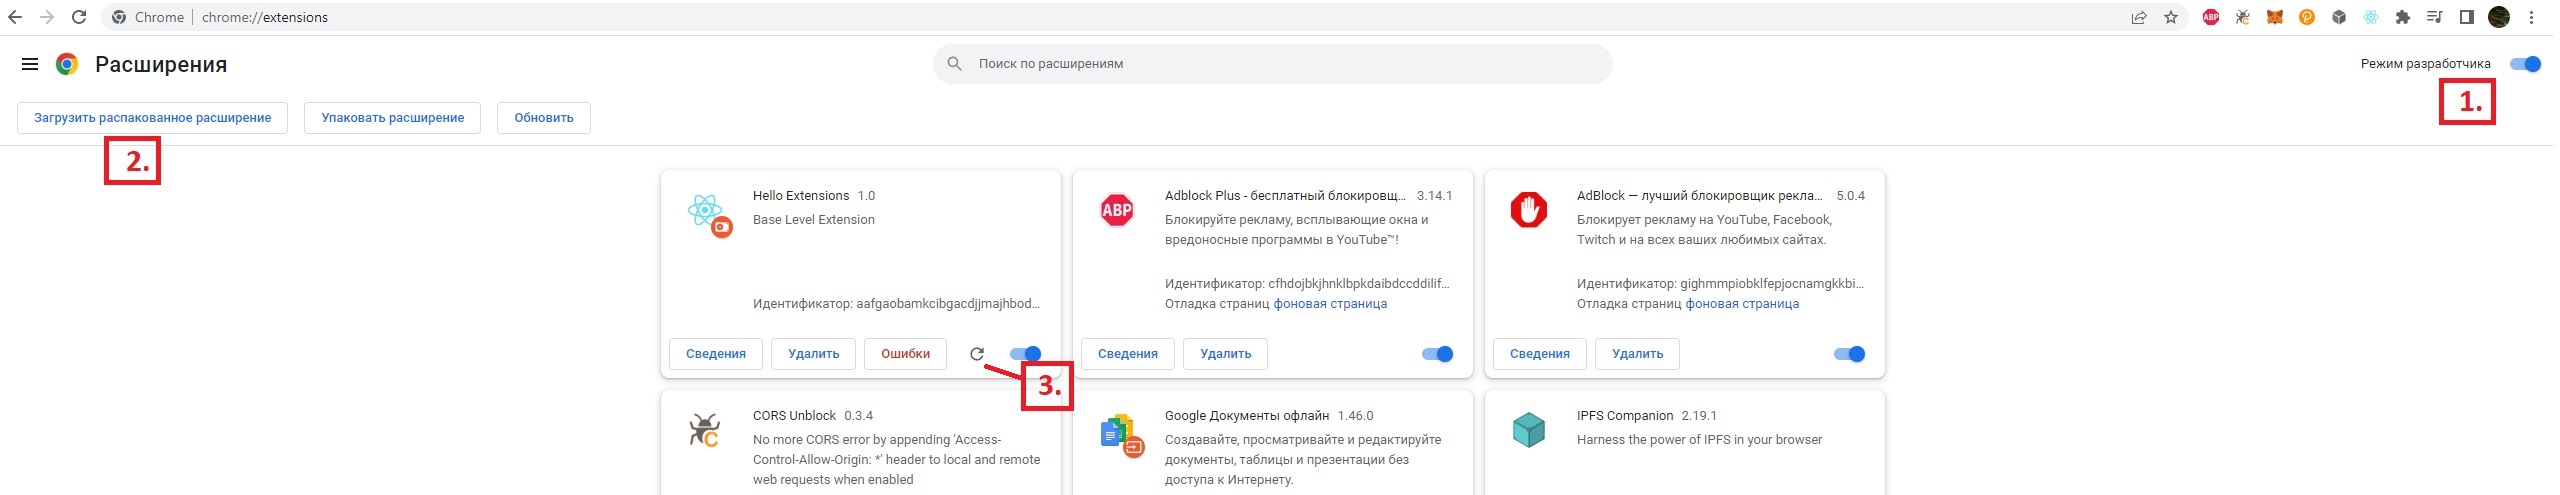 Chrome chrome://extensions
ABP
Расширения
Поиск по расширениям
Режим разработчика
1.
Загрузить распакованное расширение
Упаковать расширение
Обновить
2.
Hello Extensions 1.0
Base Level Extension
Идентификатор: aafgaobamkcibgacdjjmajhbod...
Сведения
Удалить
Ошибки
3.
ABP
Adblock Plus - бесплатный блокировщ... 3.14.1
Блокируйте рекламу, всплывающие окна и
вредоносные программы в YouTube™!
Идентификатор: cfhdojbkjhnklbpkdaibdccddilif...
Отладка страниц фоновая страница
Сведения
Удалить
AdBlock — лучший блокировщик рекла... 5.0.4
Блокирует рекламу на YouTube, Facebook,
Twitch и на всех ваших любимых сайтах.
Идентификатор: gighmmpiobklfepjocnamgkkbi...
Отладка страниц фоновая страница
Сведения
Удалить
C
CORS Unblock 0.3.4
No more CORS error by appending 'Access-
Control-Allow-Origin: *' header to local and remote
web requests when enabled
Google Документы офлайн 1.46.0
Создавайте, просматривайте и редактируйте
документы, таблицы и презентации без
доступа к Интернету.
IPFS Companion 2.19.1
Harness the power of IPFS in your browser